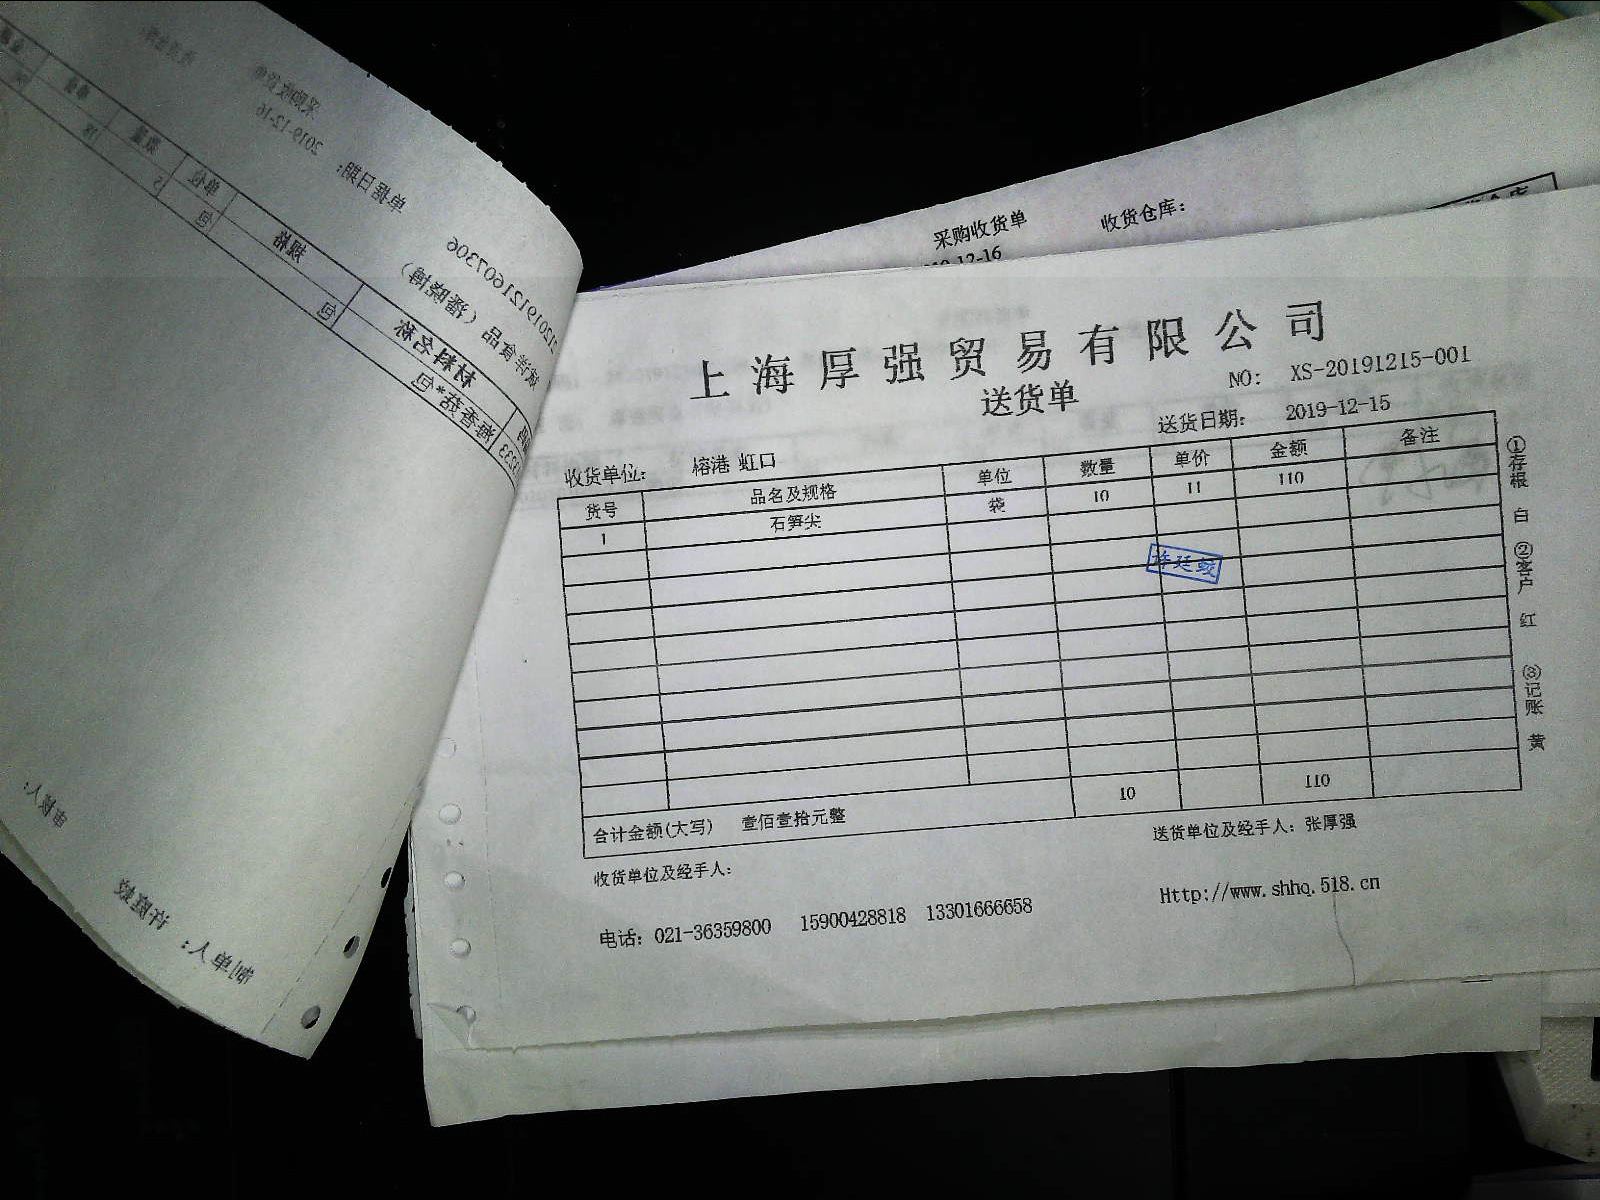 采购收货单
收货仓库:
上海厚强贸易有限公司
送货单
NO: XS-20191215-001
送货日期: 2019-12-15
收货单位: 榕港 虹口
货号 品名及规格 单位 数量 单价 金额 备注
1 石笋尖 袋 10 11 110
许廷蛟
合计金额(大写) 壹佰壹拾元整 10 110
收货单位及经手人:
送货单位及经手人: 张厚强
电话: 021-36359800 15900428818 13301666658
Http://www.shhq.518.cn
①存根 白 ②客户 红 ③记账 黄
单据日期: 2019-12-16
材料名称 规格 单位 数量
制单人: